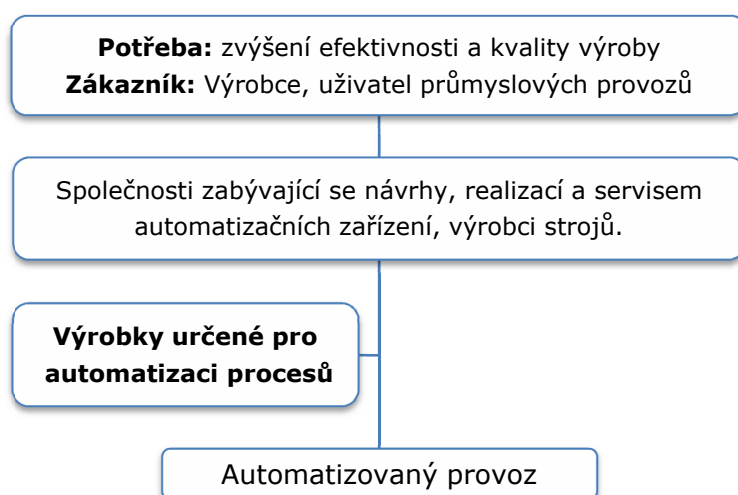 Potřeba: zvýšení efektivnosti a kvality výroby
Zákazník: Výrobce, uživatel průmyslových provozů
Společnosti zabývající se návrhy, realizací a servisem
automatizačních zařízení, výrobci strojů.
Výrobky určené pro
automatizaci procesů
Automatizovaný provoz